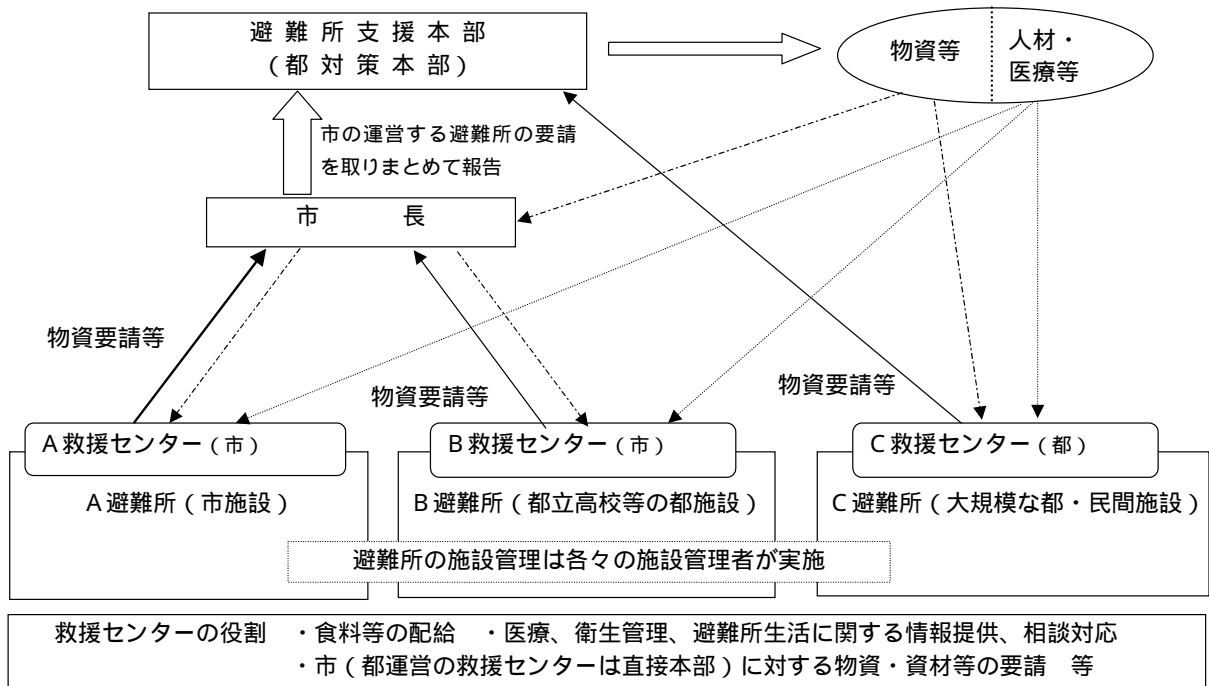 避難所支援本部
(都対策本部)
物資等
人材・
医療等
市の運営する避難所の要請
を取りまとめて報告
市 長
物資要請等
物資要請等
物資要請等
A救援センター(市)
B救援センター(市)
C救援センター(都)
A避難所(市施設)
B避難所(都立高校等の都施設)
C避難所(大規模な都・民間施設)
避難所の施設管理は各々の施設管理者が実施
救援センターの役割 ・食料等の配給 ・医療、衛生管理、避難所生活に関する情報提供、相談対応
・市(都運営の救援センターは直接本部)に対する物資・資材等の要請 等